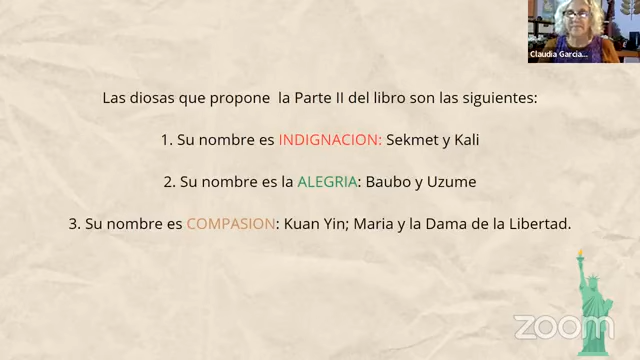 Claudia Garcia...
Las diosas que propone la Parte II del libro son las siguientes:
1. Su nombre es INDIGNACION: Sekmet y Kali
2. Su nombre es la ALEGRIA: Baubo y Uzume
3. Su nombre es COMPASION: Kuan Yin; Maria y la Dama de la Libertad.
zoom